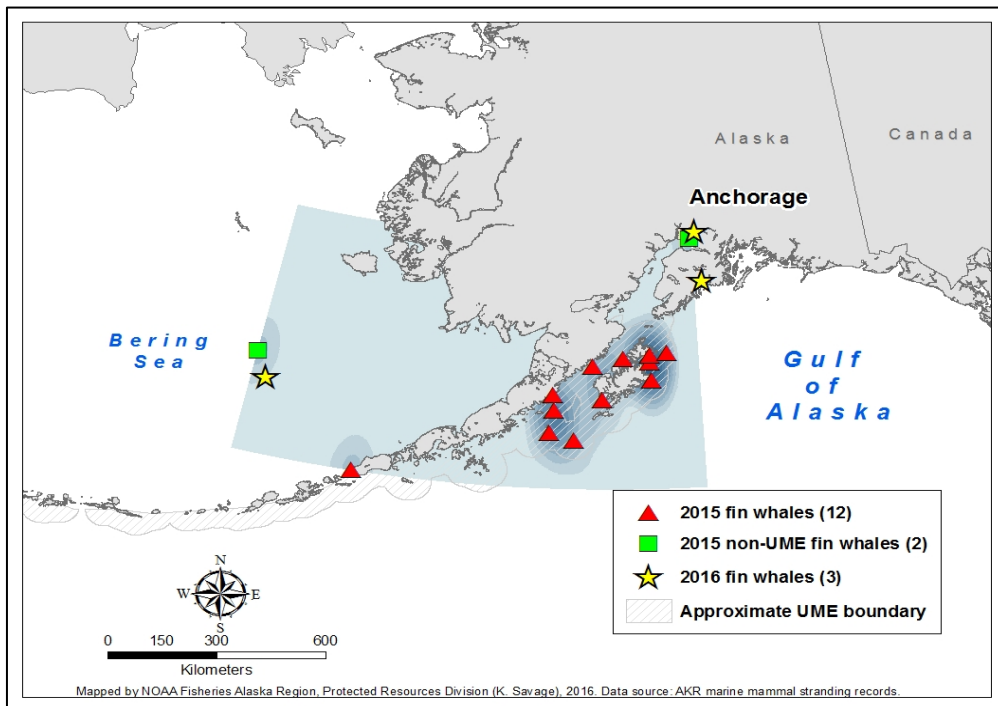 Alaska
Canada
Anchorage
Bering
Sea
Gulf
of
Alaska
2015 fin whales (12)
2015 non-UME fin whales (2)
2016 fin whales (3)
Approximate UME boundary
N
W E
S
0 150 300 600
Kilometers
Mapped by NOAA Fisheries Alaska Region, Protected Resources Division (K. Savage), 2016. Data source: AKR marine mammal stranding records.